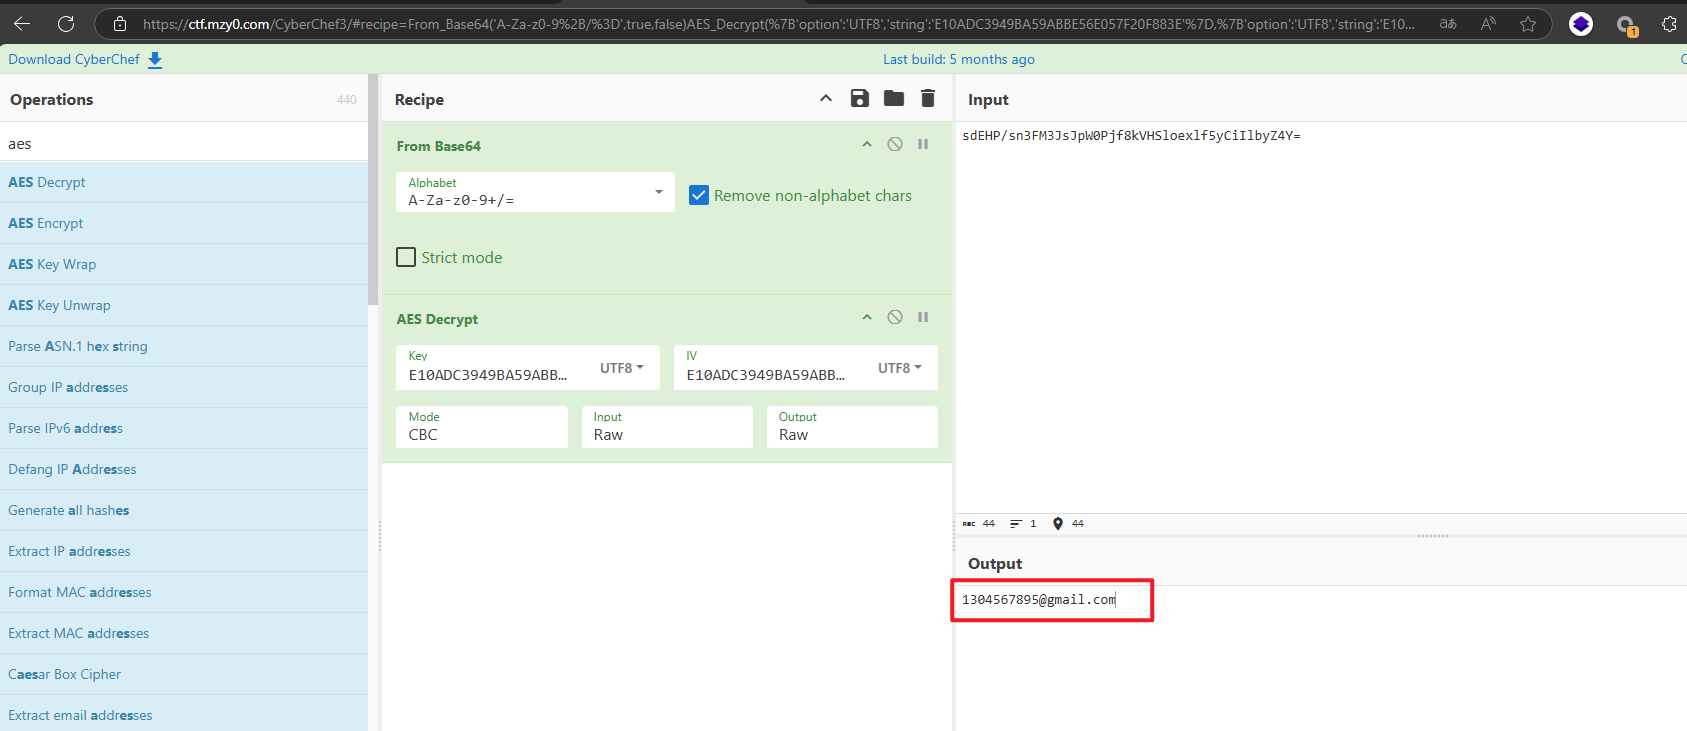 https://ctf.mzy0.com/CyberChef3/#recipe=From_Base64('A-Za-z0-9%2B/%3D',true,false)AES_Decrypt(%7B'option':'UTF8','string':'E10ADC3949BA59ABBE56E057F20F883E'%7D,%7B'option':'UTF8','string':'E10...
Download CyberChef
Last build: 5 months ago
Operations
440
aes
AES Decrypt
AES Encrypt
AES Key Wrap
AES Key Unwrap
Parse ASN.1 hex string
Group IP addresses
Parse IPv6 address
Defang IP Addresses
Generate all hashes
Extract IP addresses
Format MAC addresses
Extract MAC addresses
Caesar Box Cipher
Extract email addresses
Recipe
From Base64
Alphabet
A-Za-z0-9+/=
Remove non-alphabet chars
Strict mode
AES Decrypt
Key
E10ADC3949BA59ABB...
UTF8
IV
E10ADC3949BA59ABB...
UTF8
Mode
CBC
Input
Raw
Output
Raw
Input
sdEHP/sn3FM3JsJpW0Pjf8kVHSloexlf5yCiIlbyZ4Y=
ABC 44 1 44
Output
1304567895@gmail.com